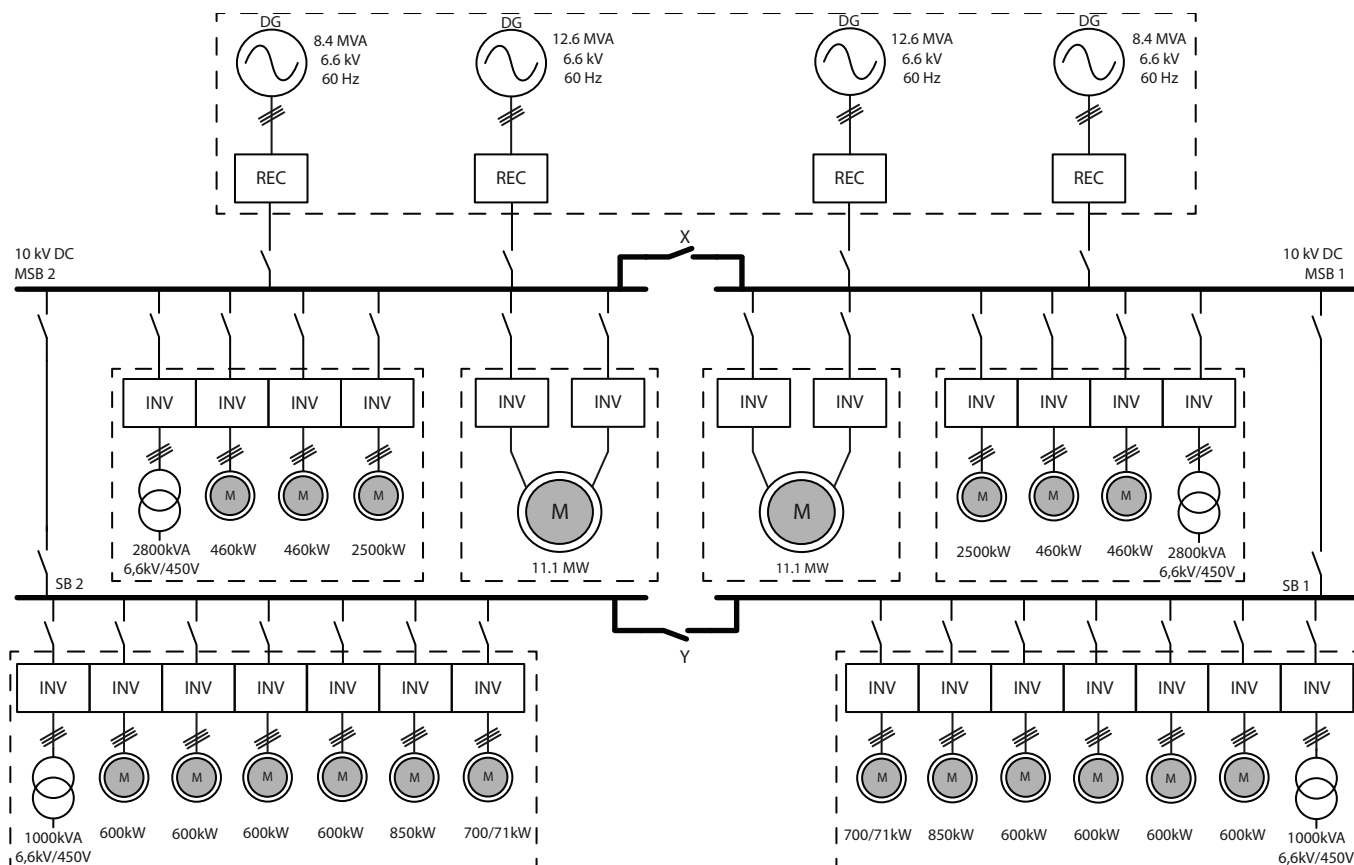 DG
8.4 MVA
6.6 kV
60 Hz
DG
12.6 MVA
6.6 kV
60 Hz
DG
12.6 MVA
6.6 kV
60 Hz
DG
8.4 MVA
6.6 kV
60 Hz
REC
REC
REC
REC
10 kV DC
MSB 2
X
10 kV DC
MSB 1
INV
INV
INV
INV
INV
INV
INV
INV
INV
INV
INV
INV
M
M
M
M
M
M
M
M
2800kVA
6,6kV/450V
460kW
460kW
2500kW
11.1 MW
11.1 MW
2500kW
460kW
460kW
2800kVA
6,6kV/450V
SB 2
SB 1
Y
INV
INV
INV
INV
INV
INV
INV
INV
INV
INV
INV
INV
INV
INV
M
M
M
M
M
M
M
M
M
M
M
M
1000kVA
6,6kV/450V
600kW
600kW
600kW
600kW
850kW
700/71kW
700/71kW
850kW
600kW
600kW
600kW
600kW
1000kVA
6,6kV/450V